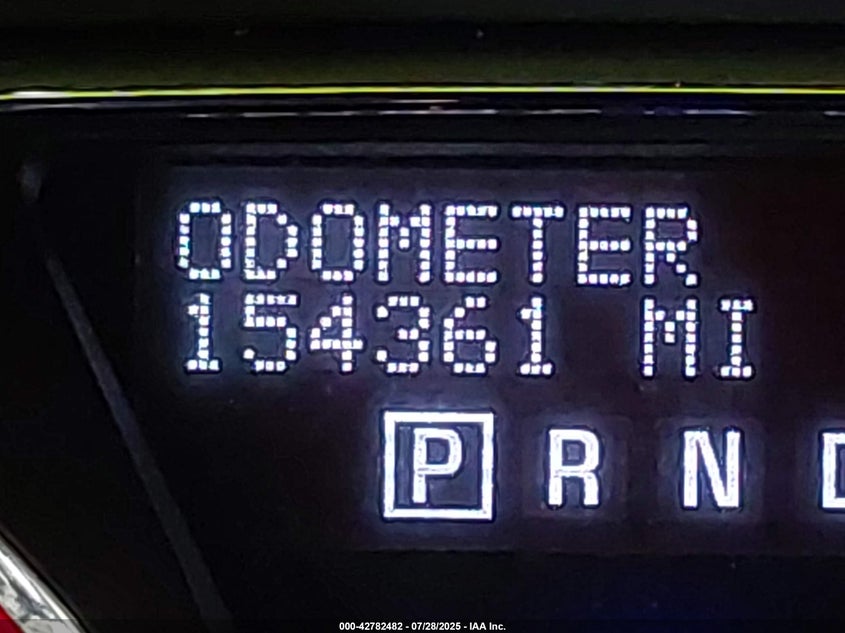 ODOMETER
154361 MI
P R N D
000-42782482 - 07/28/2025 - IAA Inc.